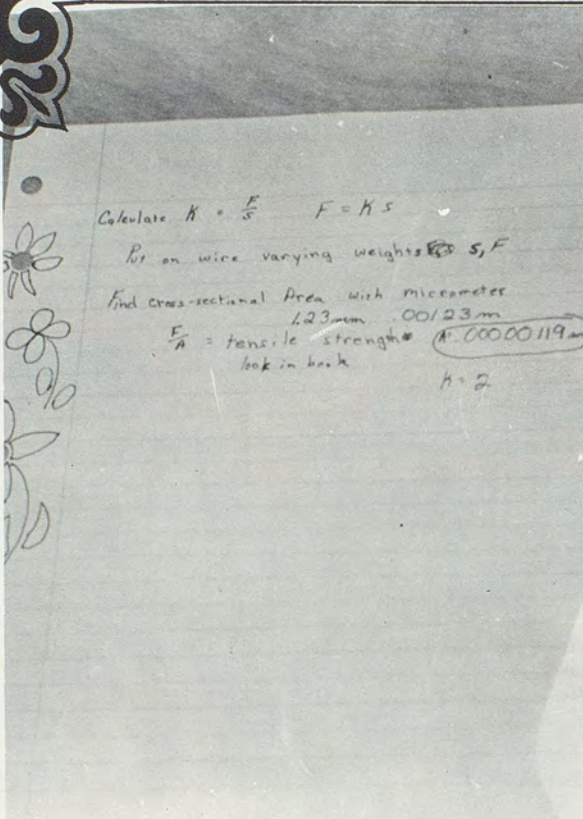 Calculate K = F/s F = K s
Put on wire varying weights s, F
Find cross-sectional Area with micrometer
1.23 mm .00123 m
F/A = tensile strength A= .00000119 m
look in book
K = 2